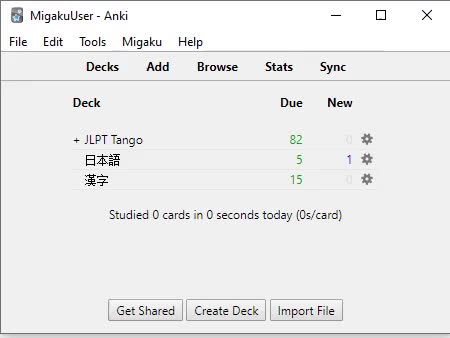 MigakuUser - Anki
File Edit Tools Migaku Help
Decks Add Browse Stats Sync
Deck Due New
+ JLPT Tango 82 0
日本語 5 1
漢字 15 0
Studied 0 cards in 0 seconds today (0s/card)
Get Shared Create Deck Import File